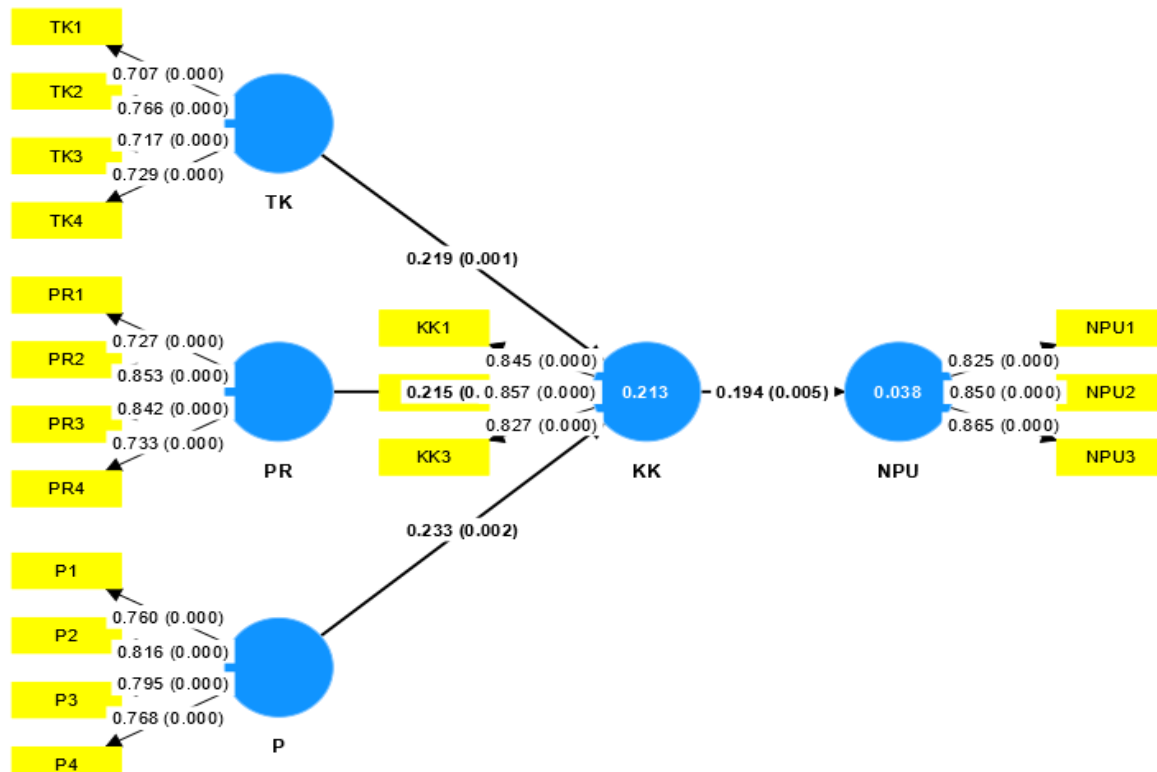 TK1
0.707 (0.000)
TK2
0.766 (0.000)
0.717 (0.000)
TK3
0.729 (0.000)
TK4
TK
0.219 (0.001)
PR1
0.727 (0.000)
PR2
0.853 (0.000)
0.842 (0.000)
PR3
0.733 (0.000)
PR4
PR
KK1
0.845 (0.000)
0.215 (0.
0.857 (0.000)
0.827 (0.000)
KK3
0.213
KK
0.194 (0.005)
0.038
NPU
NPU1
0.825 (0.000)
0.850 (0.000)
NPU2
0.865 (0.000)
NPU3
0.233 (0.002)
P1
0.760 (0.000)
P2
0.816 (0.000)
0.795 (0.000)
P3
0.768 (0.000)
P4
P